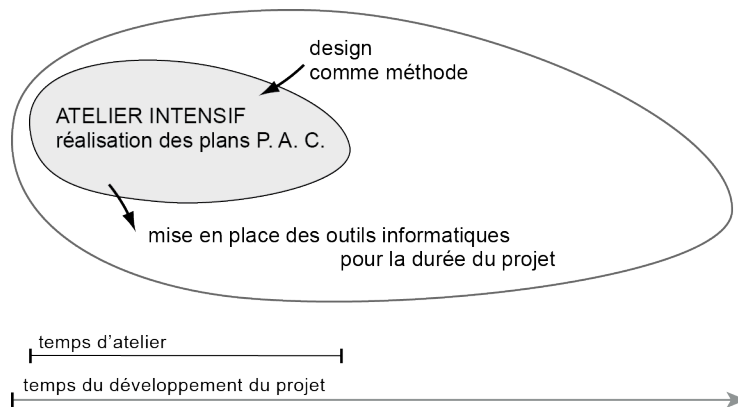 design
comme méthode
ATELIER INTENSIF
réalisation des plans P. A. C.
mise en place des outils informatiques
pour la durée du projet
temps d'atelier
temps du développement du projet